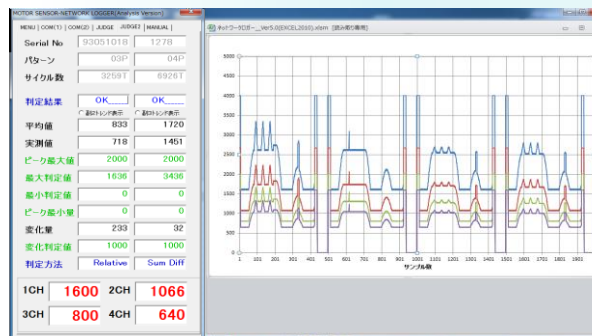 MOTOR SENSOR-NETWORK LOGGER(Analysis Version)
MENU | COM(1) | COM(2) | JUDGE JUDGE2 | MANUAL |
Serial No 93051018 1278
パターン 03P 04P
サイクル数 3259T 6926T
判定結果 OK__ OK__
平均値 833 1720
実測値 718 1451
ピーク最大値 2000 2000
最大判定値 1636 3436
最小判定値 0 0
ピーク最小量 0 0
変化量 233 32
変化判定値 1000 1000
判定方法 Relative Sum Diff
1CH 1600 2CH 1066
3CH 800 4CH 640
ネットワークロガー__Ver5.0(EXCEL2010).xlsm [読み取り専用]
5000
4500
4000
3500
3000
2500
2000
1500
1000
500
0
1 101 201 301 401 501 601 701 801 901 1001 1101 1201 1301 1401 1501 1601 1701 1801 1901
サンプル数